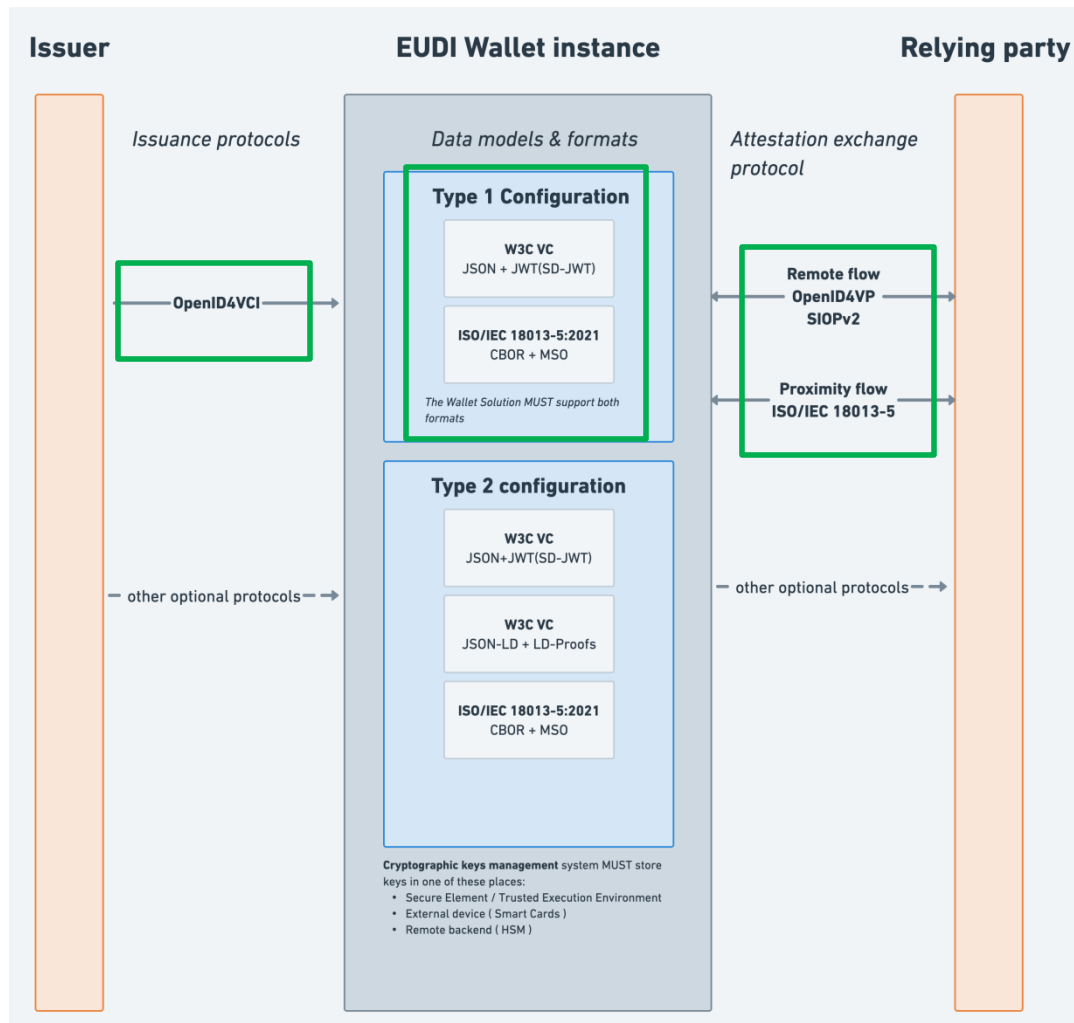 Issuer
EUDI Wallet instance
Relying party
Issuance protocols
Data models & formats
Attestation exchange
protocol
Type 1 Configuration
W3C VC
JSON + JWT(SD-JWT)
OpenID4VCI
Remote flow
OpenID4VP
SIOPv2
ISO/IEC 18013-5:2021
CBOR + MSO
The Wallet Solution MUST support both
formats
Proximity flow
ISO/IEC 18013-5
Type 2 configuration
W3C VC
JSON+JWT(SD-JWT)
other optional protocols
other optional protocols
W3C VC
JSON-LD + LD-Proofs
ISO/IEC 18013-5:2021
CBOR + MSO
Cryptographic keys management system MUST store
keys in one of these places:
• Secure Element / Trusted Execution Environment
• External device ( Smart Cards )
• Remote backend ( HSM )